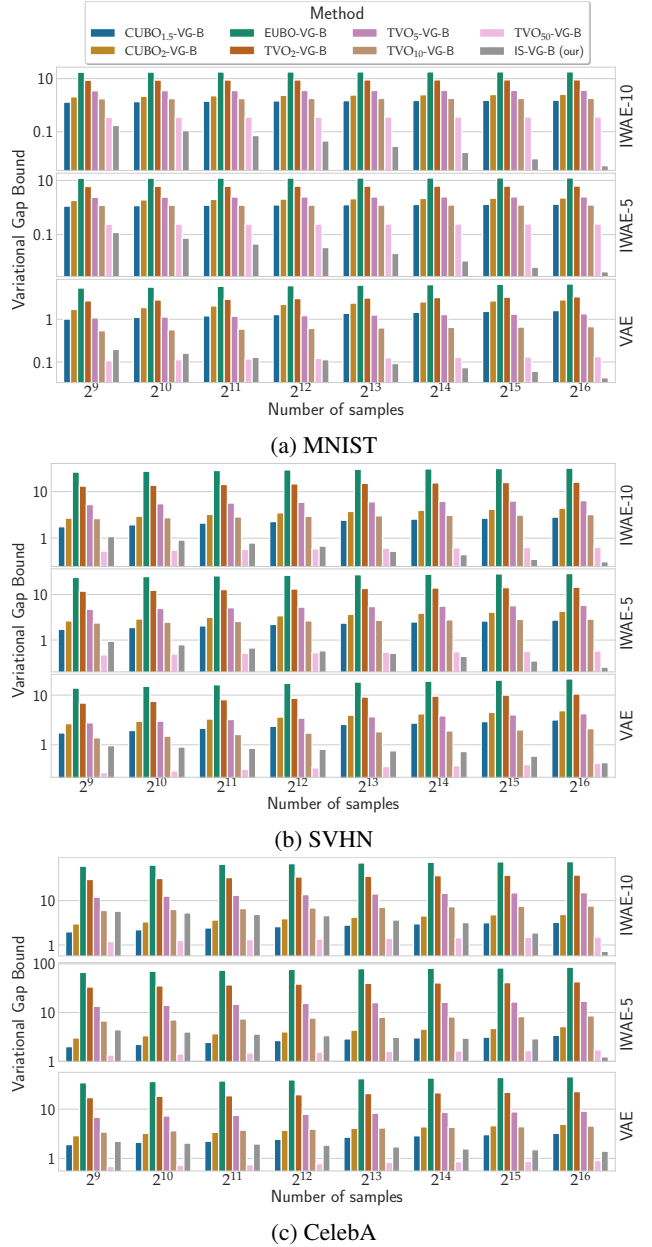 Method
CUBO1.5-VG-B EUBO-VG-B TVO5-VG-B TVO50-VG-B
CUBO2-VG-B TVO2-VG-B TVO10-VG-B IS-VG-B (our)
10
0.1
IWAE-10
10
0.1
IWAE-5
1
0.1
VAE
Variational Gap Bound
2^9 2^10 2^11 2^12 2^13 2^14 2^15 2^16
Number of samples
(a) MNIST
10
1
IWAE-10
10
1
IWAE-5
10
1
VAE
Variational Gap Bound
2^9 2^10 2^11 2^12 2^13 2^14 2^15 2^16
Number of samples
(b) SVHN
10
1
IWAE-10
100
10
1
IWAE-5
10
1
VAE
Variational Gap Bound
2^9 2^10 2^11 2^12 2^13 2^14 2^15 2^16
Number of samples
(c) CelebA